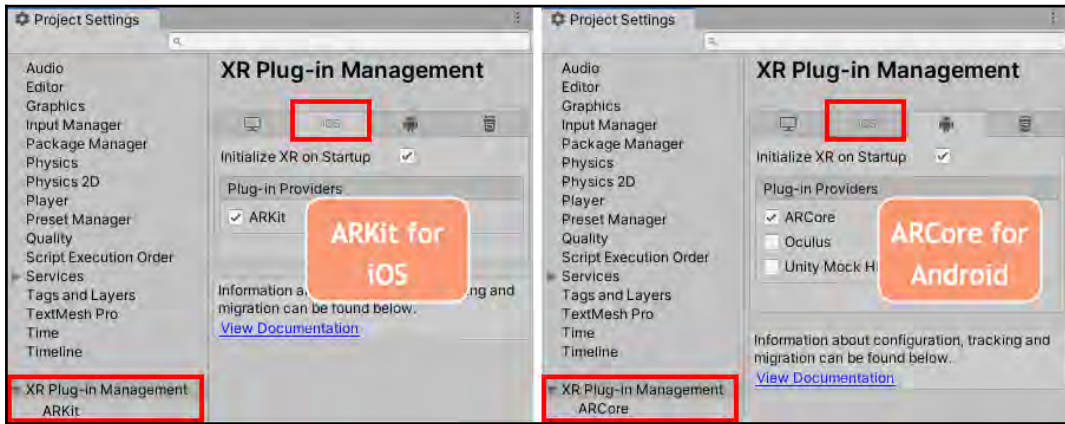 Project Settings
Audio
Editor
Graphics
Input Manager
Package Manager
Physics
Physics 2D
Player
Preset Manager
Quality
Script Execution Order
Services
Tags and Layers
TextMesh Pro
Time
Timeline
XR Plug-in Management
ARKit
XR Plug-in Management
iOS
Initialize XR on Startup
Plug-in Providers
ARKit
ARKit for
iOS
Information a ng and
migration can be found below.
View Documentation
Project Settings
Audio
Editor
Graphics
Input Manager
Package Manager
Physics
Physics 2D
Player
Preset Manager
Quality
Script Execution Order
Services
Tags and Layers
TextMesh Pro
Time
Timeline
XR Plug-in Management
ARCore
XR Plug-in Management
iOS
Initialize XR on Startup
Plug-in Providers
ARCore
Oculus
Unity Mock H
ARCore for
Android
Information about configuration, tracking and
migration can be found below.
View Documentation